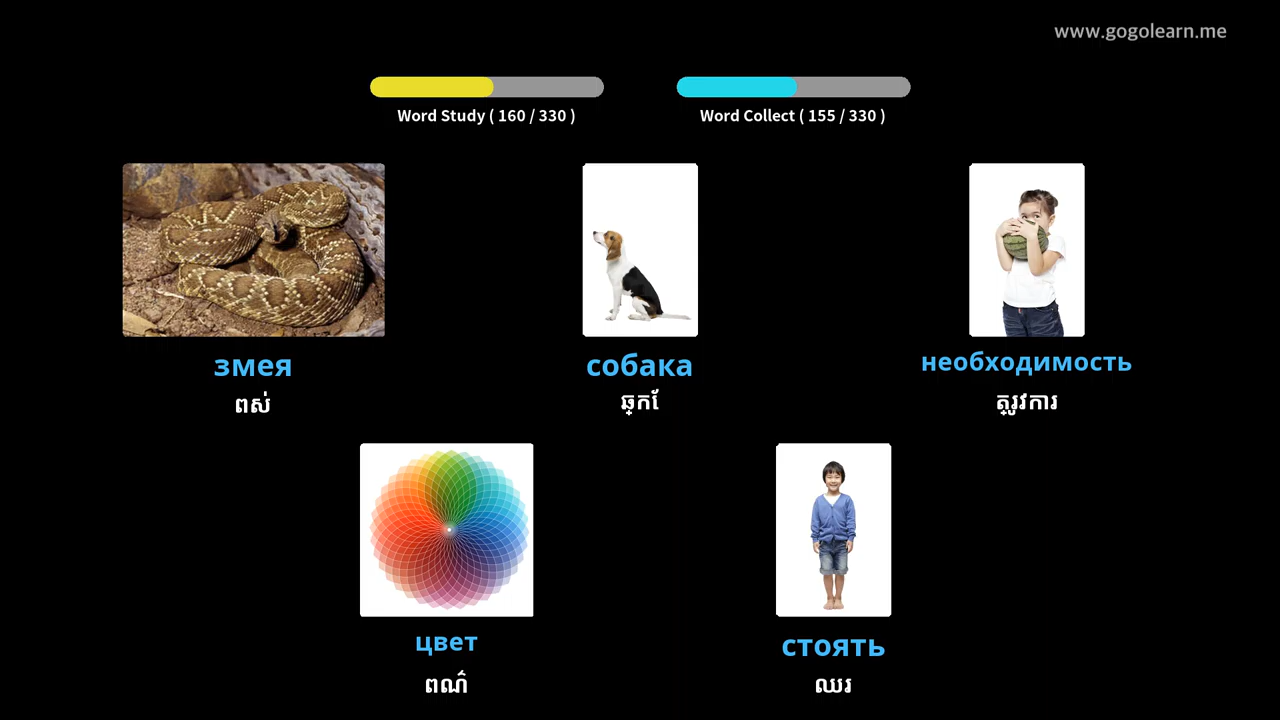 www.gogolearn.me
Word Study ( 160 / 330 )
Word Collect ( 155 / 330 )
змея
ពស់
собака
ឆ្កែ
необходимость
ត្រូវការ
цвет
ពណ៌
стоять
ឈរ